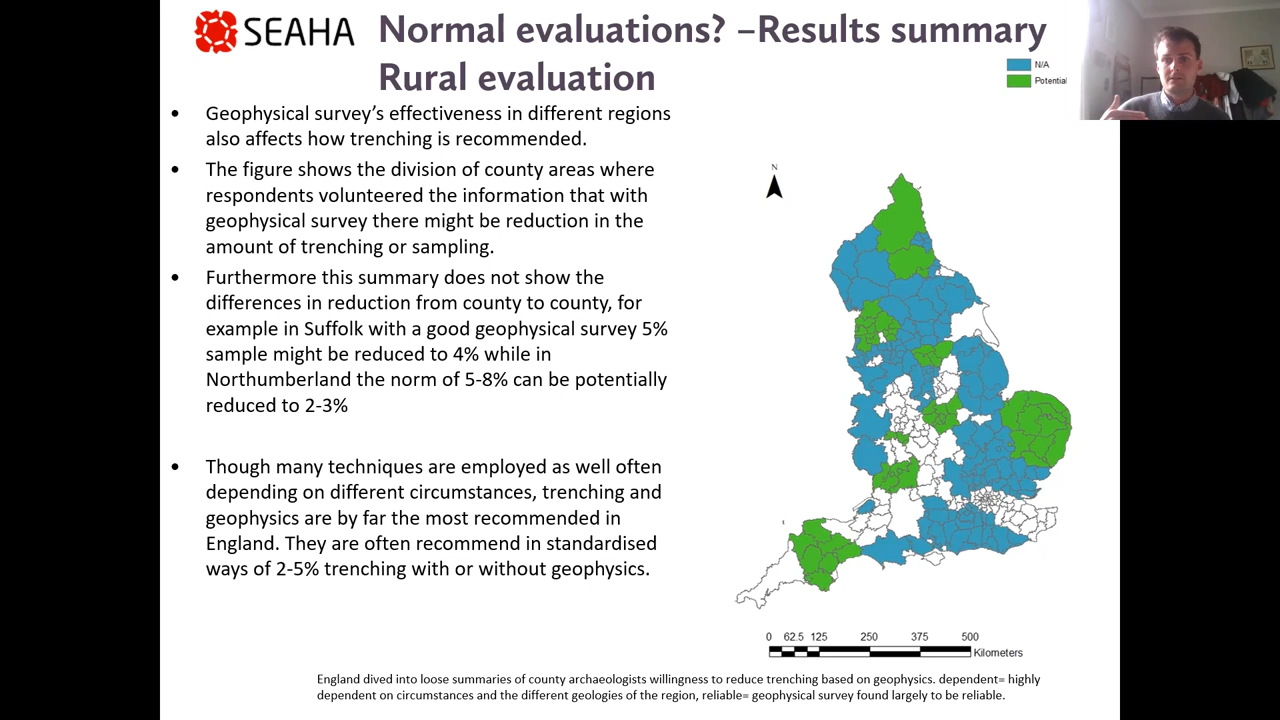 SEAHA
Normal evaluations? –Results summary
Rural evaluation
N/A
Potential
• Geophysical survey's effectiveness in different regions
also affects how trenching is recommended.
• The figure shows the division of county areas where
respondents volunteered the information that with
geophysical survey there might be reduction in the
amount of trenching or sampling.
• Furthermore this summary does not show the
differences in reduction from county to county, for
example in Suffolk with a good geophysical survey 5%
sample might be reduced to 4% while in
Northumberland the norm of 5-8% can be potentially
reduced to 2-3%
• Though many techniques are employed as well often
depending on different circumstances, trenching and
geophysics are by far the most recommended in
England. They are often recommend in standardised
ways of 2-5% trenching with or without geophysics.
N
0 62.5 125 250 375 500
Kilometers
England dived into loose summaries of county archaeologists willingness to reduce trenching based on geophysics. dependent= highly
dependent on circumstances and the different geologies of the region, reliable= geophysical survey found largely to be reliable.